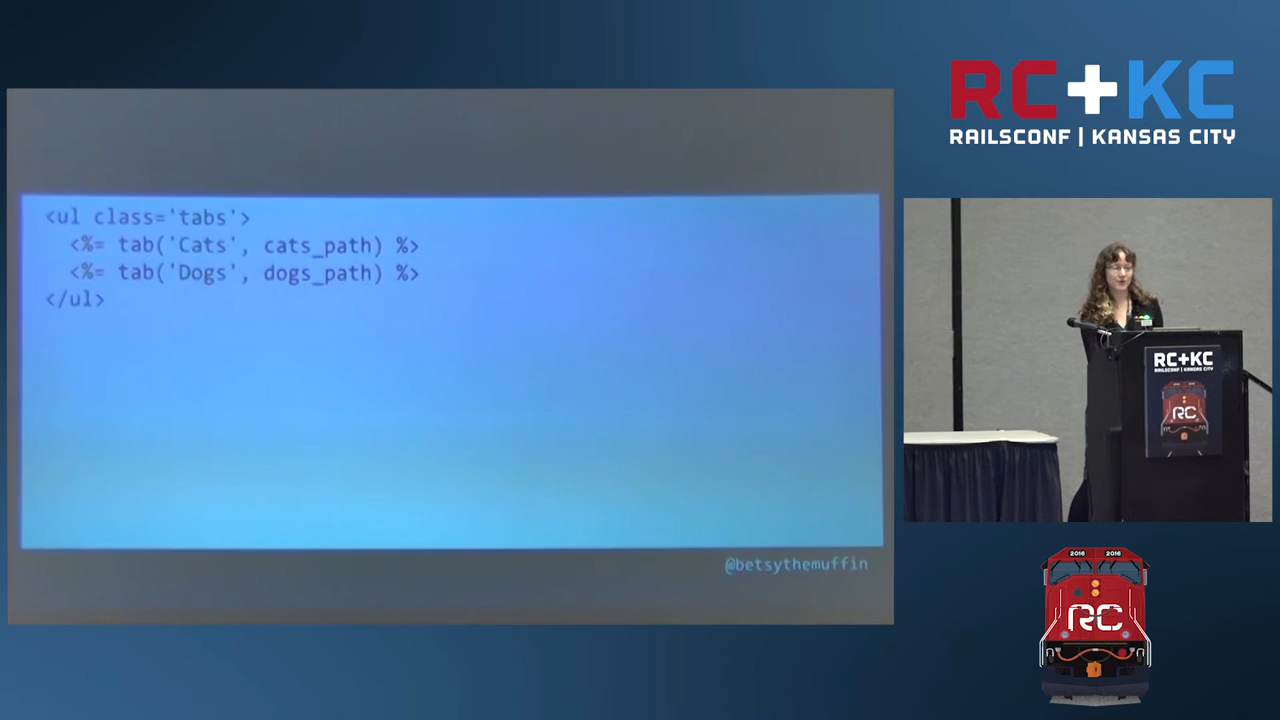 RC+KC
RAILSCONF | KANSAS CITY
<ul class='tabs'>
  <%= tab('Cats', cats_path) %>
  <%= tab('Dogs', dogs_path) %>
</ul>
@betsythemuffin
RC+KC
RAILSCONF | KANSAS CITY
RC
2016 2016
RC